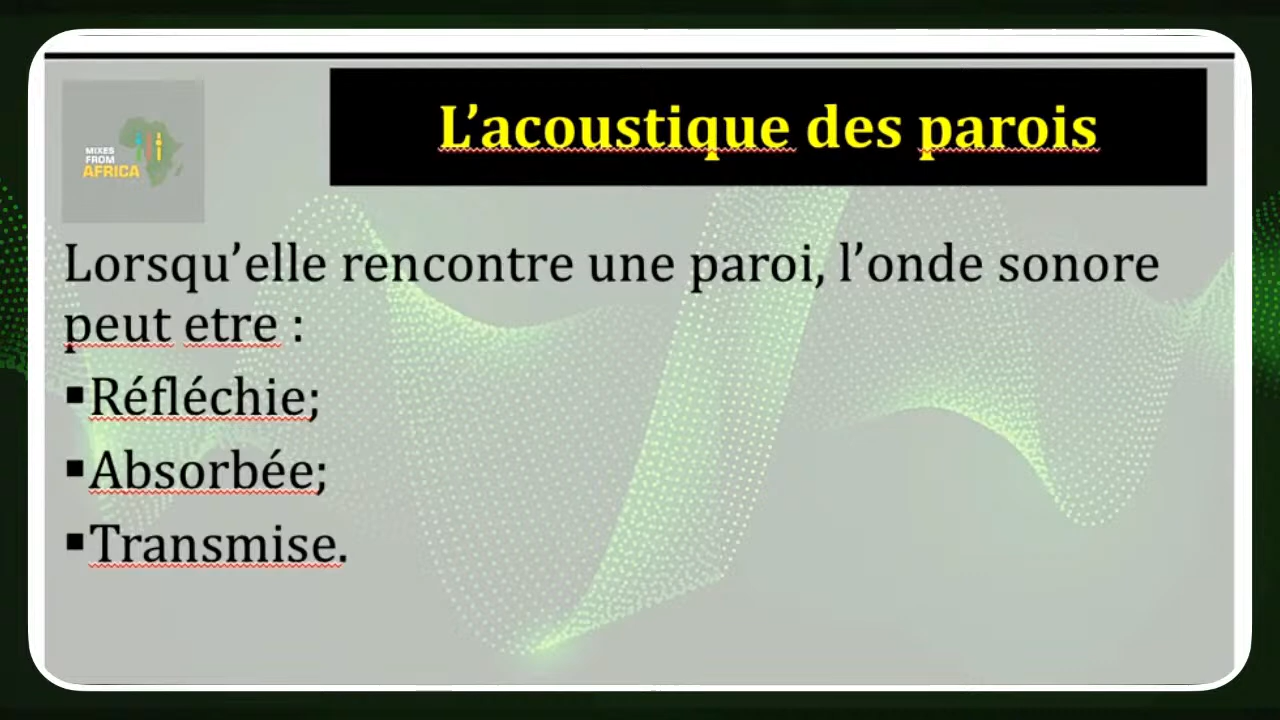 MIXES
FROM
AFRICA
L’acoustique des parois
Lorsqu’elle rencontre une paroi, l’onde sonore
peut etre :
▪Réfléchie;
▪Absorbée;
▪Transmise.